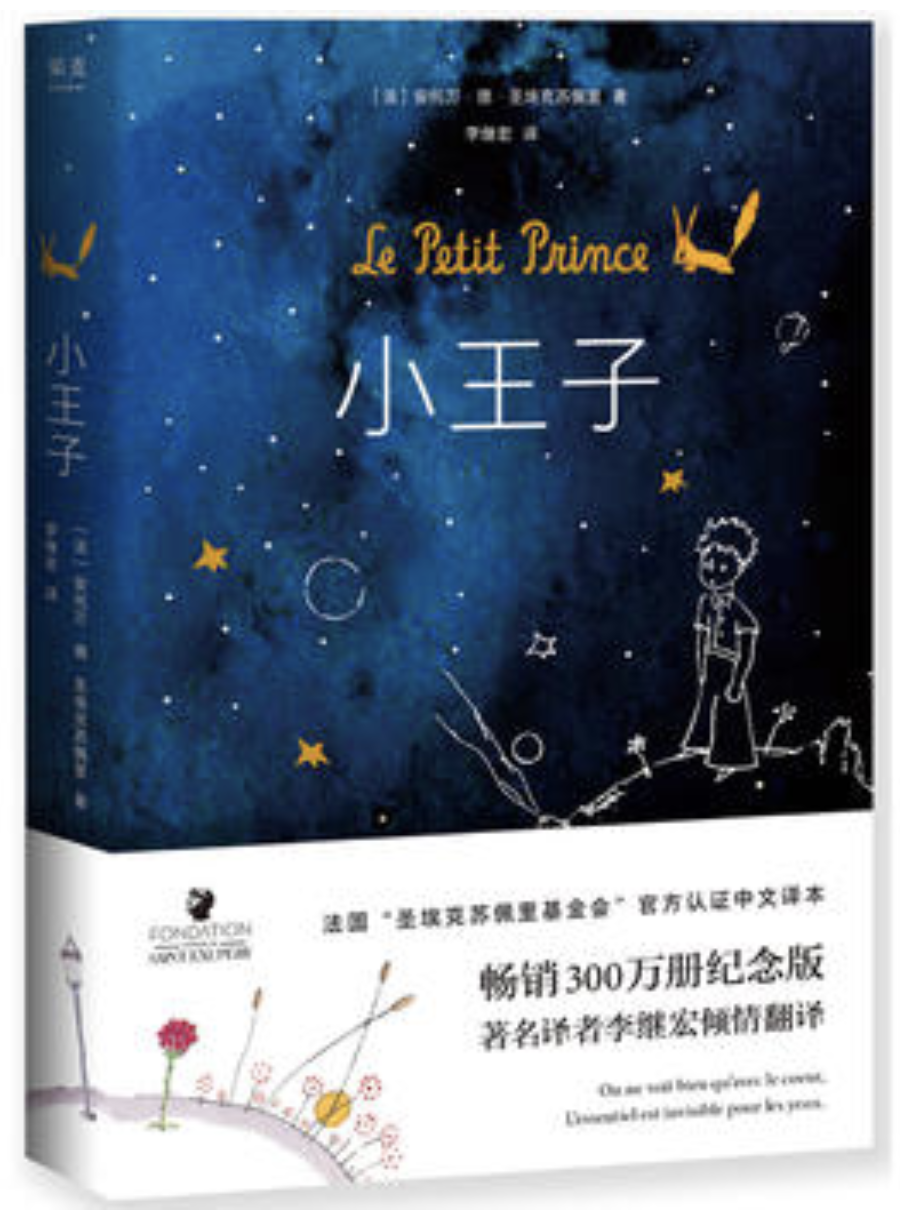 果麦
小王子
[法]安托万·德·圣埃克苏佩里 著
李继宏 译
[法]安托万·德·圣埃克苏佩里 著
李继宏 译
Le Petit Prince
小王子
FONDATION
法国“圣埃克苏佩里基金会”官方认证中文译本
畅销300万册纪念版
著名译者李继宏倾情翻译
On ne voit bien qu'avec le cœur,
L'essentiel est invisible pour les yeux.